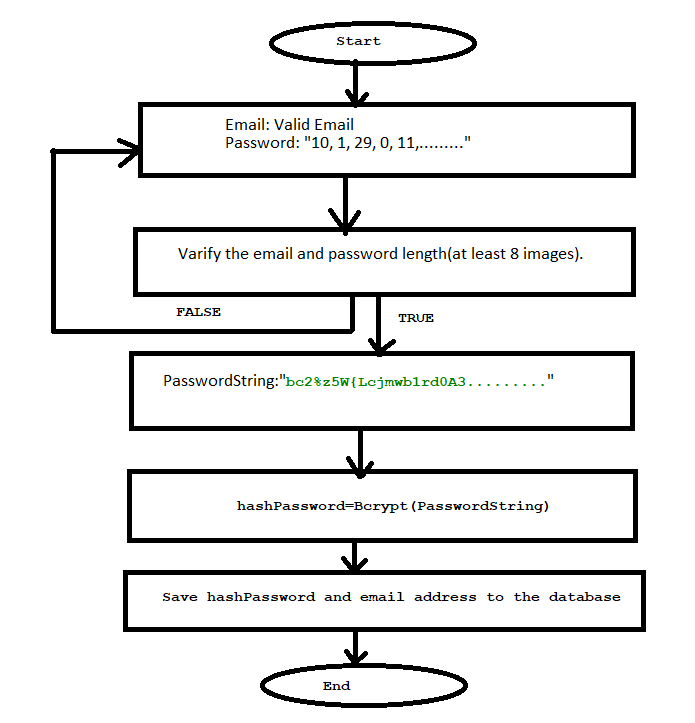 Start
Email: Valid Email
Password: "10, 1, 29, 0, 11,........."
Varify the email and password length(at least 8 images).
FALSE
TRUE
PasswordString:"bc2%z5W{Lcjmwb1rd0A3........."
hashPassword=Bcrypt(PasswordString)
Save hashPassword and email address to the database
End